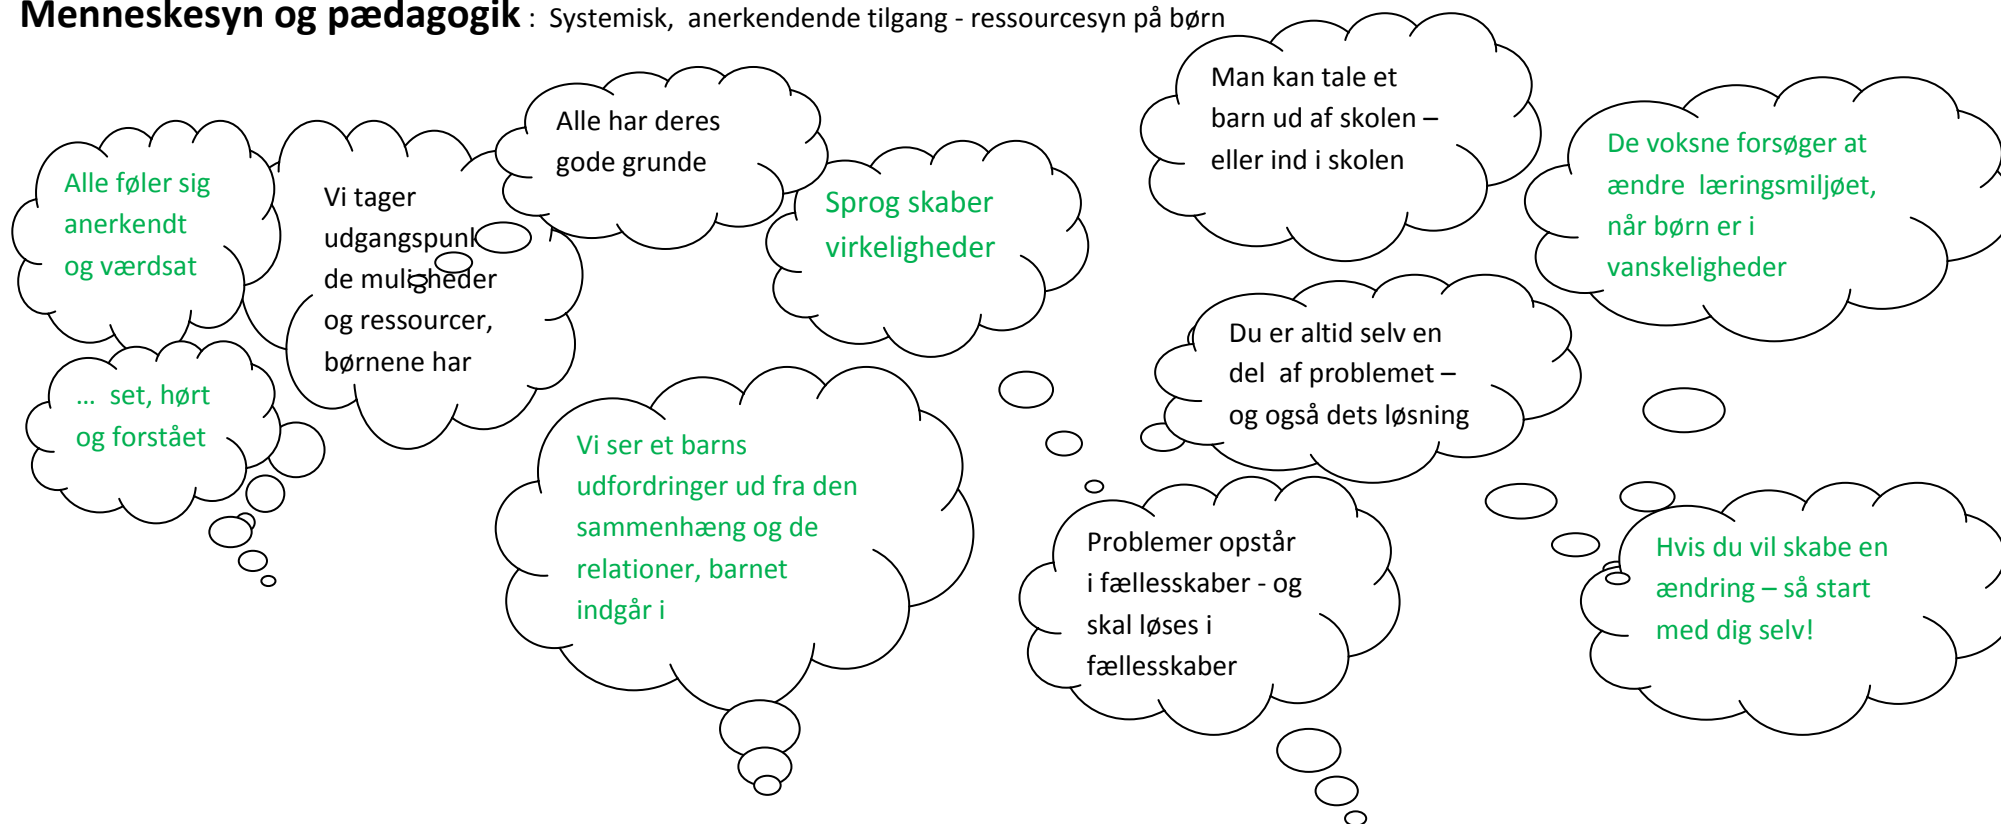 Menneskesyn og pædagogik : Systemisk, anerkendende tilgang - ressourcesyn på børn
Alle føler sig
anerkendt
og værdsat
… set, hørt
og forstået
Vi tager
udgangspunk
de muligheder
og ressourcer,
børnene har
Alle har deres
gode grunde
Sprog skaber
virkeligheder
Vi ser et barns
udfordringer ud fra den
sammenhæng og de
relationer, barnet
indgår i
Man kan tale et
barn ud af skolen –
eller ind i skolen
De voksne forsøger at
ændre læringsmiljøet,
når børn er i
vanskeligheder
Du er altid selv en
del af problemet –
og også dets løsning
Problemer opstår
i fællesskaber - og
skal løses i
fællesskaber
Hvis du vil skabe en
ændring – så start
med dig selv!